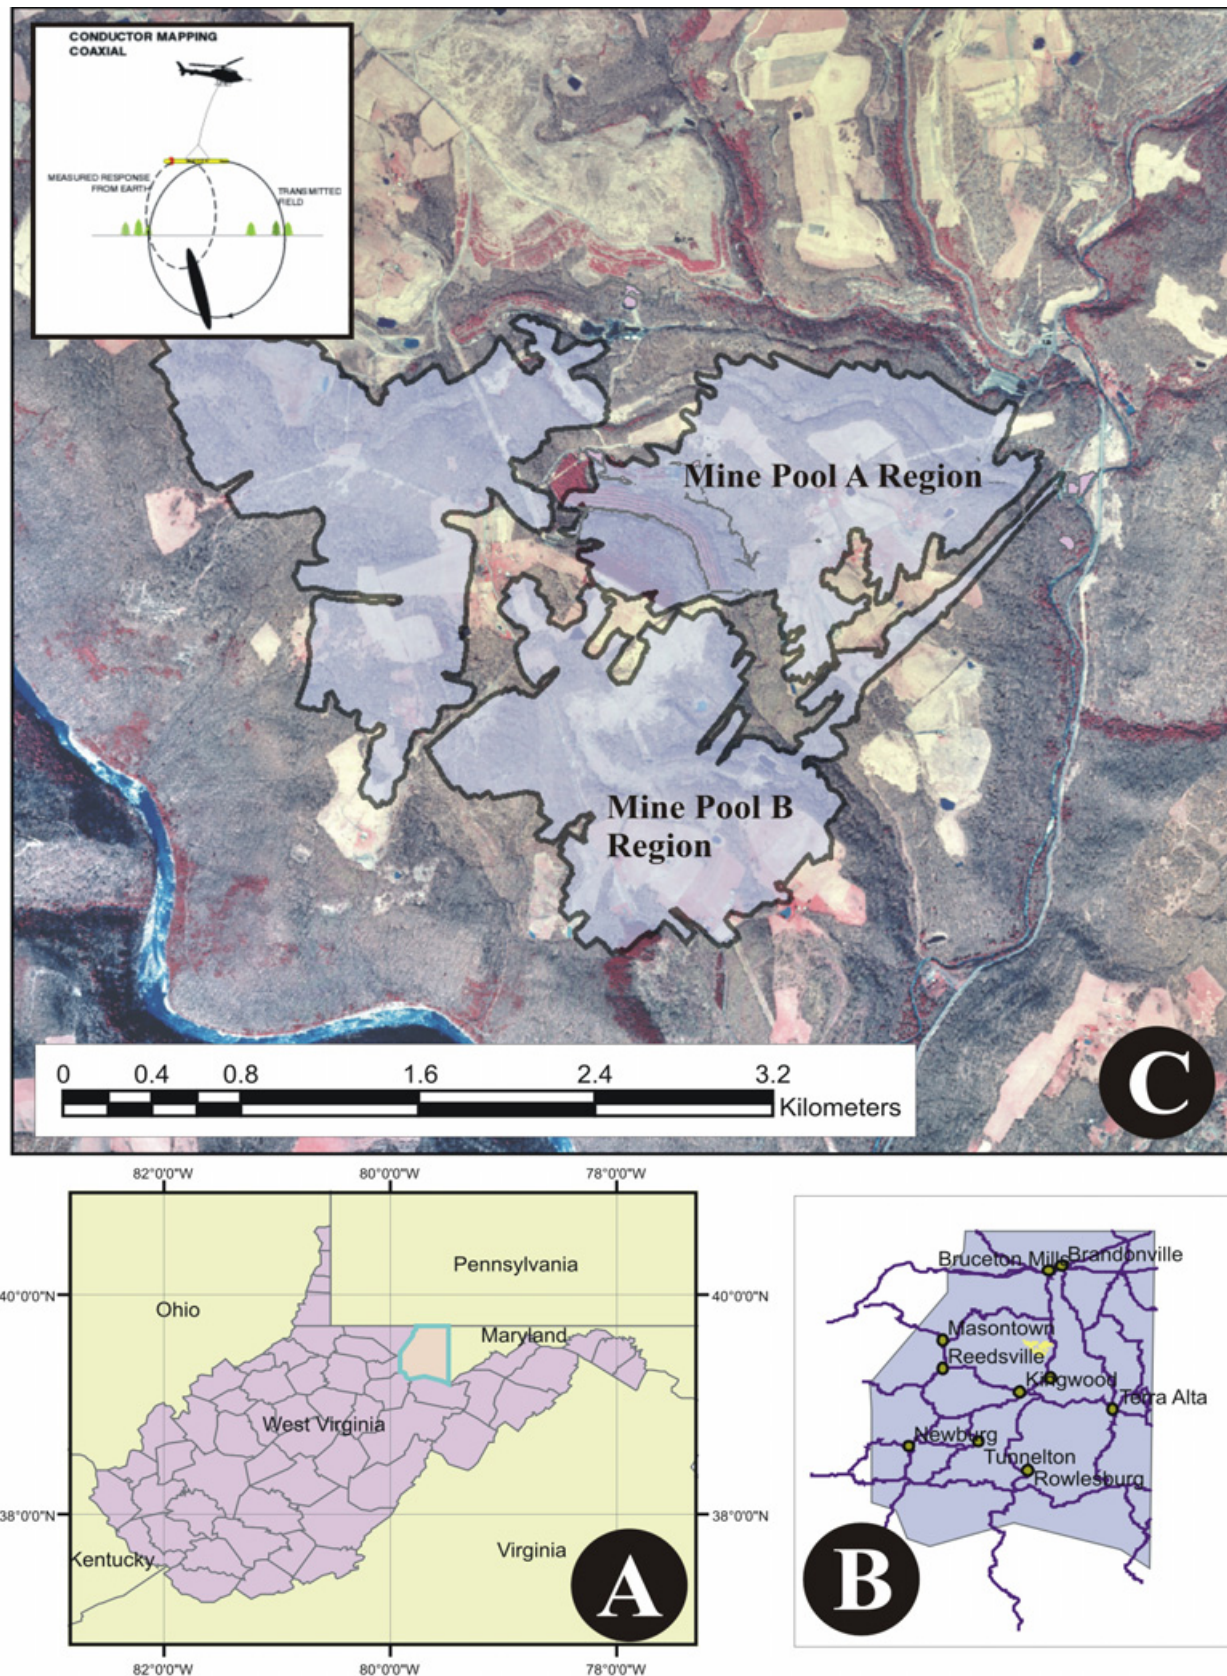 CONDUCTOR MAPPING
COAXIAL
MEASURED RESPONSE
FROM EARTH
TRANSMITTED
FIELD
Mine Pool A Region
Mine Pool B
Region
0 0.4 0.8 1.6 2.4 3.2
Kilometers
C
82°0'0"W 80°0'0"W 78°0'0"W
Pennsylvania
40°0'0"N 40°0'0"N
Ohio
Maryland
West Virginia
38°0'0"N 38°0'0"N
Kentucky
Virginia
A
82°0'0"W 80°0'0"W 78°0'0"W
Bruceton Mills Brandonville
Masontown
Reedsville
Kingwood
Terra Alta
Newburg
Tunnelton
Rowlesburg
B